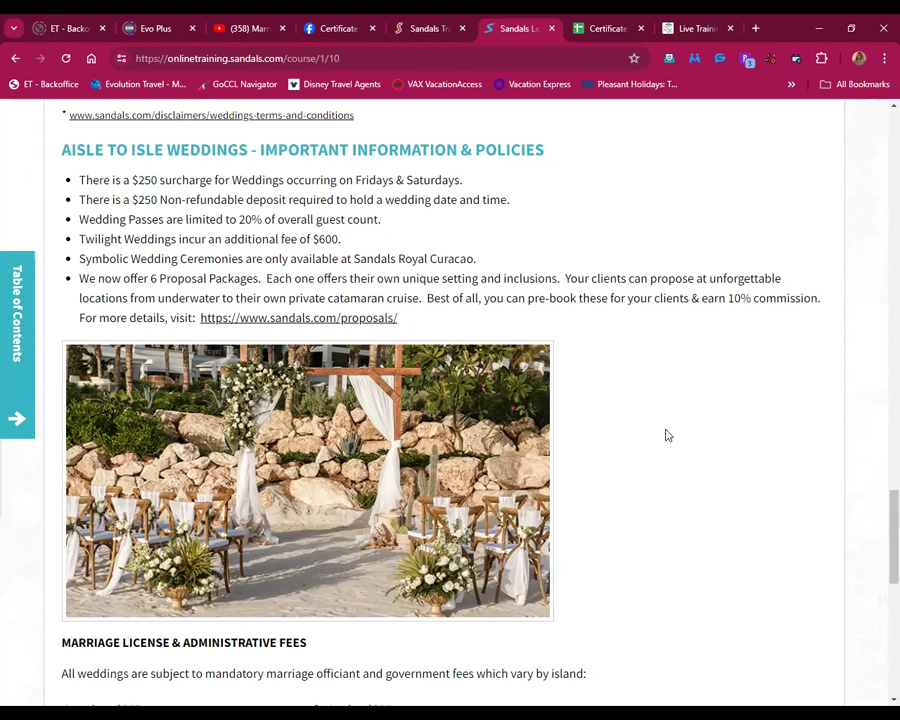 ET - Backo
Evo Plus
(358) Marr
Certificate
Sandals Tr
Sandals Le
Certificate
Live Traini
https://onlinetraining.sandals.com/course/1/10
ET - Backoffice
Evolution Travel - M...
GoCCL Navigator
Disney Travel Agents
VAX VacationAccess
Vacation Express
Pleasant Holidays: T...
»
All Bookmarks
* www.sandals.com/disclaimers/weddings-terms-and-conditions
AISLE TO ISLE WEDDINGS - IMPORTANT INFORMATION & POLICIES
• There is a $250 surcharge for Weddings occurring on Fridays & Saturdays.
• There is a $250 Non-refundable deposit required to hold a wedding date and time.
• Wedding Passes are limited to 20% of overall guest count.
• Twilight Weddings incur an additional fee of $600.
• Symbolic Wedding Ceremonies are only available at Sandals Royal Curacao.
• We now offer 6 Proposal Packages. Each one offers their own unique setting and inclusions. Your clients can propose at unforgettable
locations from underwater to their own private catamaran cruise. Best of all, you can pre-book these for your clients & earn 10% commission.
For more details, visit: https://www.sandals.com/proposals/
Table of Contents
MARRIAGE LICENSE & ADMINISTRATIVE FEES
All weddings are subject to mandatory marriage officiant and government fees which vary by island: